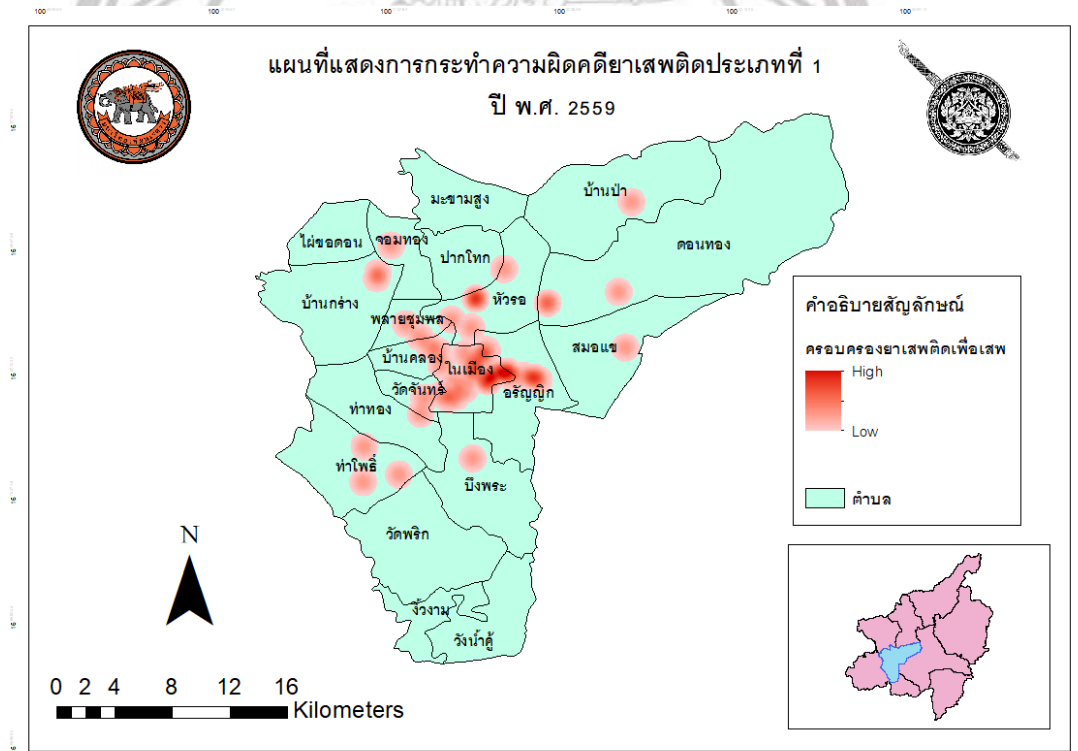 100 100 100 100 100 100
แผนที่แสดงการกระทำความผิดคดียาเสพติดประเภทที่ 1
ปี พ.ศ. 2559
บ้านป่า
มะขามสูง
ไผ่ขอดอน
จอมทอง
ปากโทก
ดอนทอง
บ้านกร่าง
หัวรอ
พลายชุมพล
สมอแข
บ้านคลอง
ในเมือง
วัดจันทร์
อรัญญิก
ท่าทอง
ท่าโพธิ์
บึงพระ
วัดพริก
งิ้วงาม
วังน้ำคู้
คำอธิบายสัญลักษณ์
ครอบครองยาเสพติดเพื่อเสพ
High
Low
ตำบล
N
0 2 4 8 12 16
Kilometers